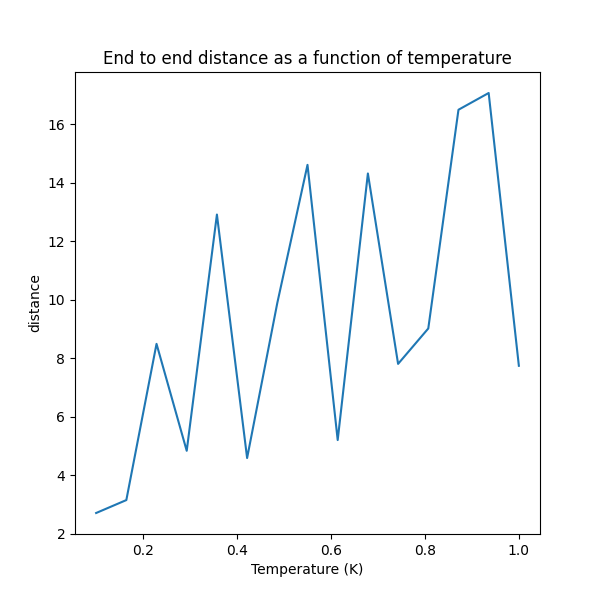 End to end distance as a function of temperature
16
14
12
10
8
6
4
2
distance
0.2 0.4 0.6 0.8 1.0
Temperature (K)